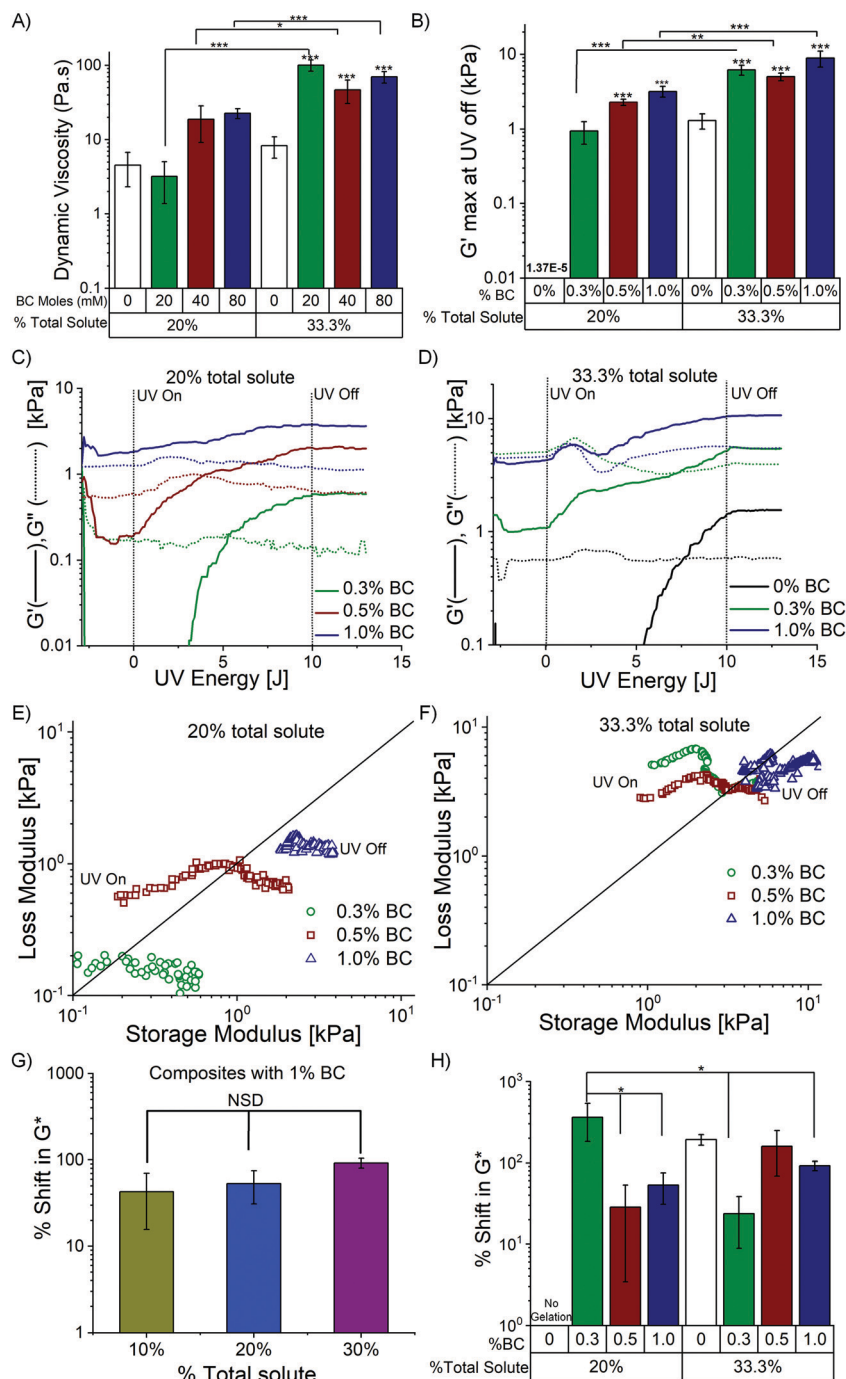 A)
***
*
***
***
***
***
Dynamic Viscosity (Pa.s)
100
10
1
0.1
BC Moles (mM)
0 20 40 80 0 20 40 80
% Total Solute
20% 33.3%
B)
***
**
***
***
***
***
***
***
G' max at UV off (kPa)
10
1
0.1
0.01
1.37E-5
% BC
0% 0.3% 0.5% 1.0% 0% 0.3% 0.5% 1.0%
% Total Solute
20% 33.3%
C)
20% total solute
UV On
UV Off
G'(——),G" (........) [kPa]
10
1
0.1
0.01
0.3% BC
0.5% BC
1.0% BC
0 5 10 15
UV Energy [J]
D)
33.3% total solute
UV On
UV Off
G'(——), G"(........) [kPa]
10
1
0.1
0% BC
0.3% BC
1.0% BC
0 5 10 15
UV Energy [J]
E)
20% total solute
Loss Modulus [kPa]
10¹
10⁰
10⁻¹
UV On
UV Off
0.3% BC
0.5% BC
1.0% BC
10⁻¹ 10⁰ 10¹
Storage Modulus [kPa]
F)
33.3% total solute
Loss Modulus [kPa]
10¹
10⁰
10⁻¹
UV On
UV Off
0.3% BC
0.5% BC
1.0% BC
10⁻¹ 10⁰ 10¹
Storage Modulus [kPa]
G)
Composites with 1% BC
NSD
% Shift in G*
1000
100
10
1
10% 20% 30%
% Total solute
H)
*
*
% Shift in G*
10³
10²
10¹
10⁰
No
Gelation
%BC
0 0.3 0.5 1.0 0 0.3 0.5 1.0
%Total Solute
20% 33.3%